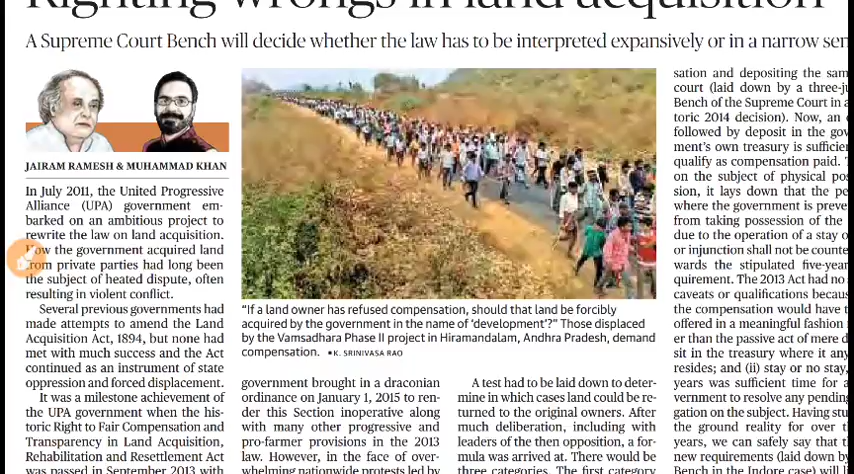 Righting wrongs in land acquisition
A Supreme Court Bench will decide whether the law has to be interpreted expansively or in a narrow
JAIRAM RAMESH & MUHAMMAD KHAN
In July 2011, the United Progressive
Alliance (UPA) government em-
barked on an ambitious project to
rewrite the law on land acquisition.
How the government acquired land
from private parties had long been
the subject of heated dispute, often
resulting in violent conflict.
Several previous governments had
made attempts to amend the Land
Acquisition Act, 1894, but none had
met with much success and the Act
continued as an instrument of state
oppression and forced displacement.
It was a milestone achievement of
the UPA government when the his-
toric Right to Fair Compensation and
Transparency in Land Acquisition,
Rehabilitation and Resettlement Act
was passed in September 2013 with
"If a land owner has refused compensation, should that land be forcibly
acquired by the government in the name of 'development'?" Those displaced
by the Vamsadhara Phase II project in Hiramandalam, Andhra Pradesh, demand
compensation. •K. SRINIVASA RAO
government brought in a draconian
ordinance on January 1, 2015 to ren-
der this Section inoperative along
with many other progressive and
pro-farmer provisions in the 2013
law. However, in the face of over-
whelming nationwide protests led by
A test had to be laid down to deter-
mine in which cases land could be re-
turned to the original owners. After
much deliberation, including with
leaders of the then opposition, a for-
mula was arrived at. There would be
three categories. The first category
sation and depositing the sam
court (laid down by a three-ju
Bench of the Supreme Court in a
toric 2014 decision). Now, an
followed by deposit in the gov
ment's own treasury is sufficien
qualify as compensation paid.
on the subject of physical pos
sion, it lays down that the pe
where the government is preve
from taking possession of the
due to the operation of a stay o
or injunction shall not be counte
wards the stipulated five-year
quirement. The 2013 Act had no
caveats or qualifications becaus
the compensation would have t
offered in a meaningful fashion
er than the passive act of mere d
sit in the treasury where it any
resides; and (ii) stay or no stay,
years was sufficient time for a
vernment to resolve any pending
gation on the subject. Having stu
the ground reality for over t
years, we can safely say that t
new requirements (laid down by
Bench in the Indore case) will